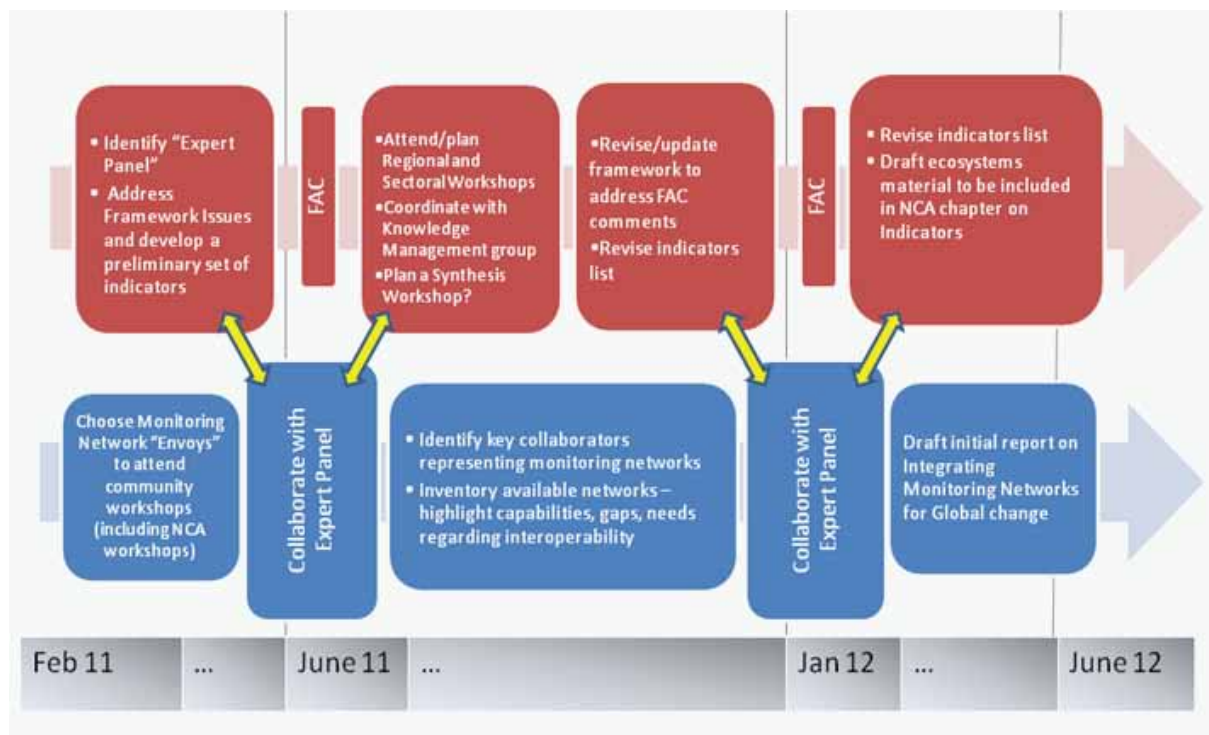 ▪ Identify “Expert
Panel”
▪ Address
Framework Issues
and develop a
preliminary set of
indicators
FAC
▪Attend/plan
Regional and
Sectoral Workshops
▪Coordinate with
Knowledge
Management group
▪Plan a Synthesis
Workshop?
▪Revise/update
framework to
address FAC
comments
▪Revise indicators
list
FAC
▪ Revise indicators list
▪ Draft ecosystems
material to be included
in NCA chapter on
Indicators
Choose Monitoring
Network “Envoys”
to attend
community
workshops
(including NCA
workshops)
Collaborate with
Expert Panel
▪ Identify key collaborators
representing monitoring networks
▪ Inventory available networks –
highlight capabilities, gaps, needs
regarding interoperability
Collaborate with
Expert Panel
Draft initial report on
Integrating
Monitoring Networks
for Global change
Feb 11
...
June 11
...
Jan 12
...
June 12